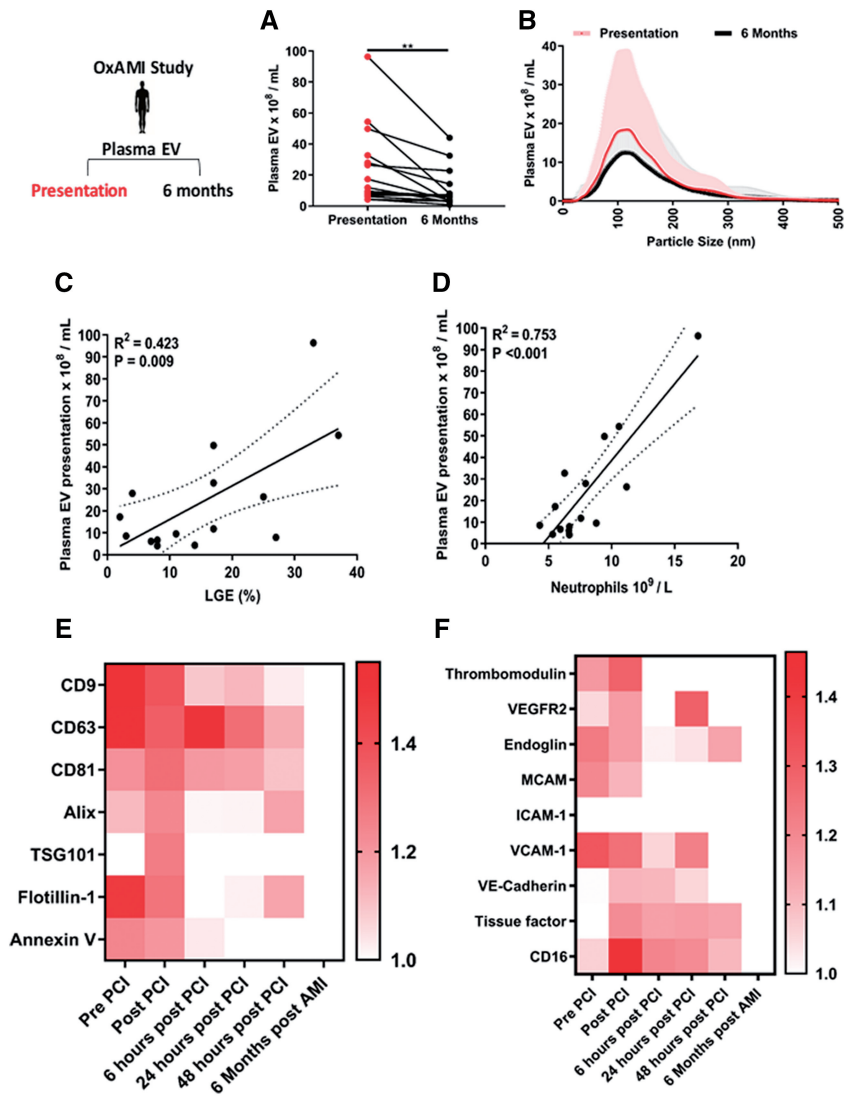 OxAMI Study
Plasma EV
Presentation 6 months
A
Plasma EV x 10⁸ / mL
100
80
60
40
20
0
**
Presentation 6 Months
B
Presentation 6 Months
Plasma EV x 10⁸ / mL
40
30
20
10
0
0 100 200 300 400 500
Particle Size (nm)
C
Plasma EV presentation x 10⁸ / mL
100
90
80
70
60
50
40
30
20
10
0
R² = 0.423
P = 0.009
0 10 20 30 40
LGE (%)
D
Plasma EV presentation x 10⁸ / mL
100
90
80
70
60
50
40
30
20
10
0
R² = 0.753
P <0.001
0 5 10 15 20
Neutrophils 10⁹ / L
E
CD9
CD63
CD81
Alix
TSG101
Flotillin-1
Annexin V
Pre PCI
Post PCI
6 hours post PCI
24 hours post PCI
48 hours post PCI
6 Months post AMI
1.4
1.2
1.0
F
Thrombomodulin
VEGFR2
Endoglin
MCAM
ICAM-1
VCAM-1
VE-Cadherin
Tissue factor
CD16
Pre PCI
Post PCI
6 hours post PCI
24 hours post PCI
48 hours post PCI
6 Months post AMI
1.4
1.3
1.2
1.1
1.0